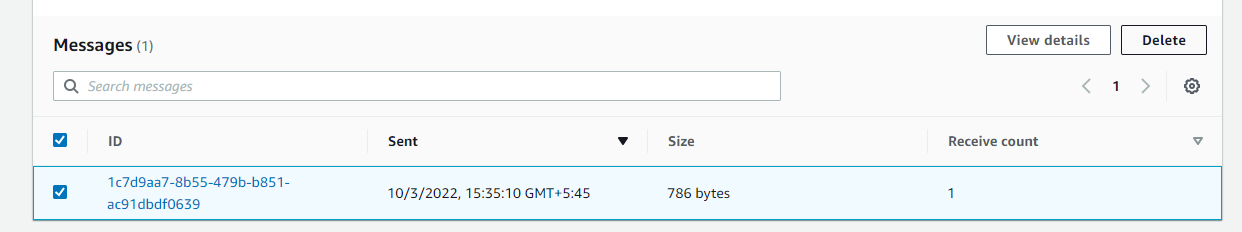 Messages (1)
View details
Delete
Search messages
1
ID
Sent
Size
Receive count
1c7d9aa7-8b55-479b-b851-
ac91dbdf0639
10/3/2022, 15:35:10 GMT+5:45
786 bytes
1